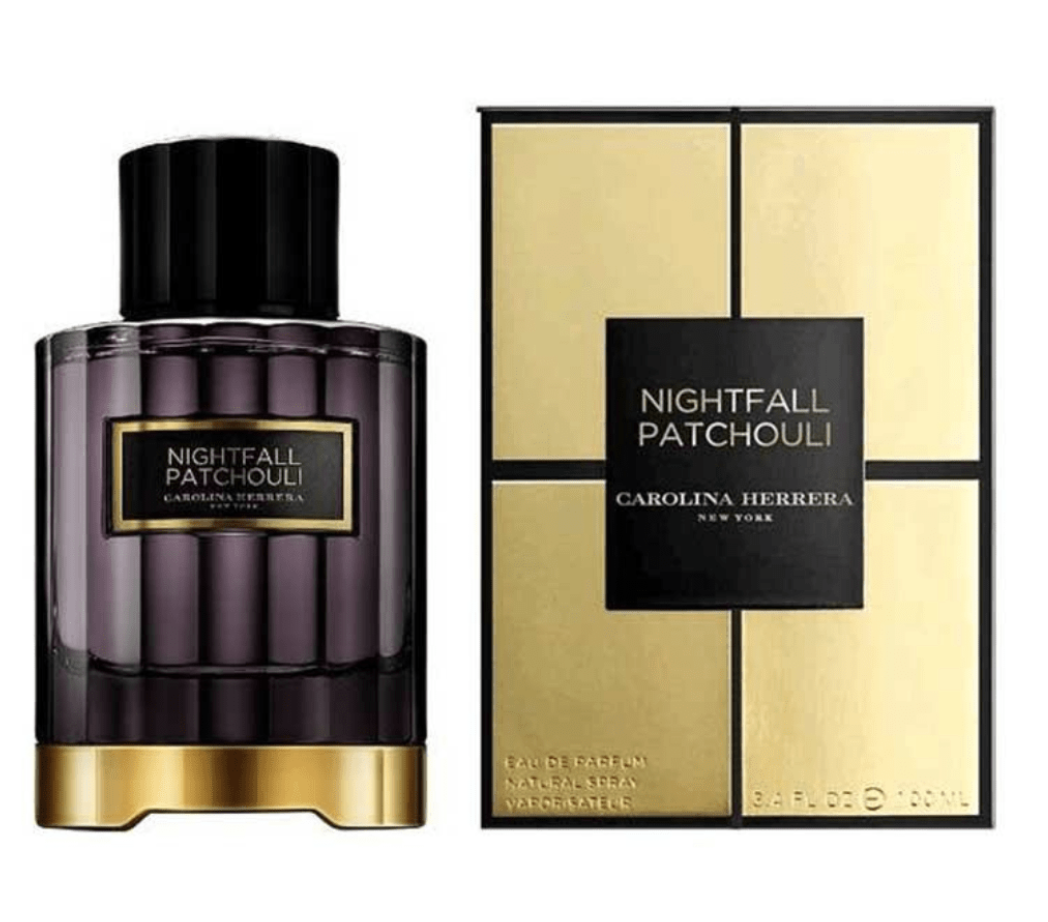 NIGHTFALL
PATCHOULI
CAROLINA HERRERA
NEW YORK
NIGHTFALL
PATCHOULI
CAROLINA HERRERA
NEW YORK
EAU DE PARFUM
NATURAL SPRAY
VAPORISATEUR
3.4 FL OZ ℮ 100 ML